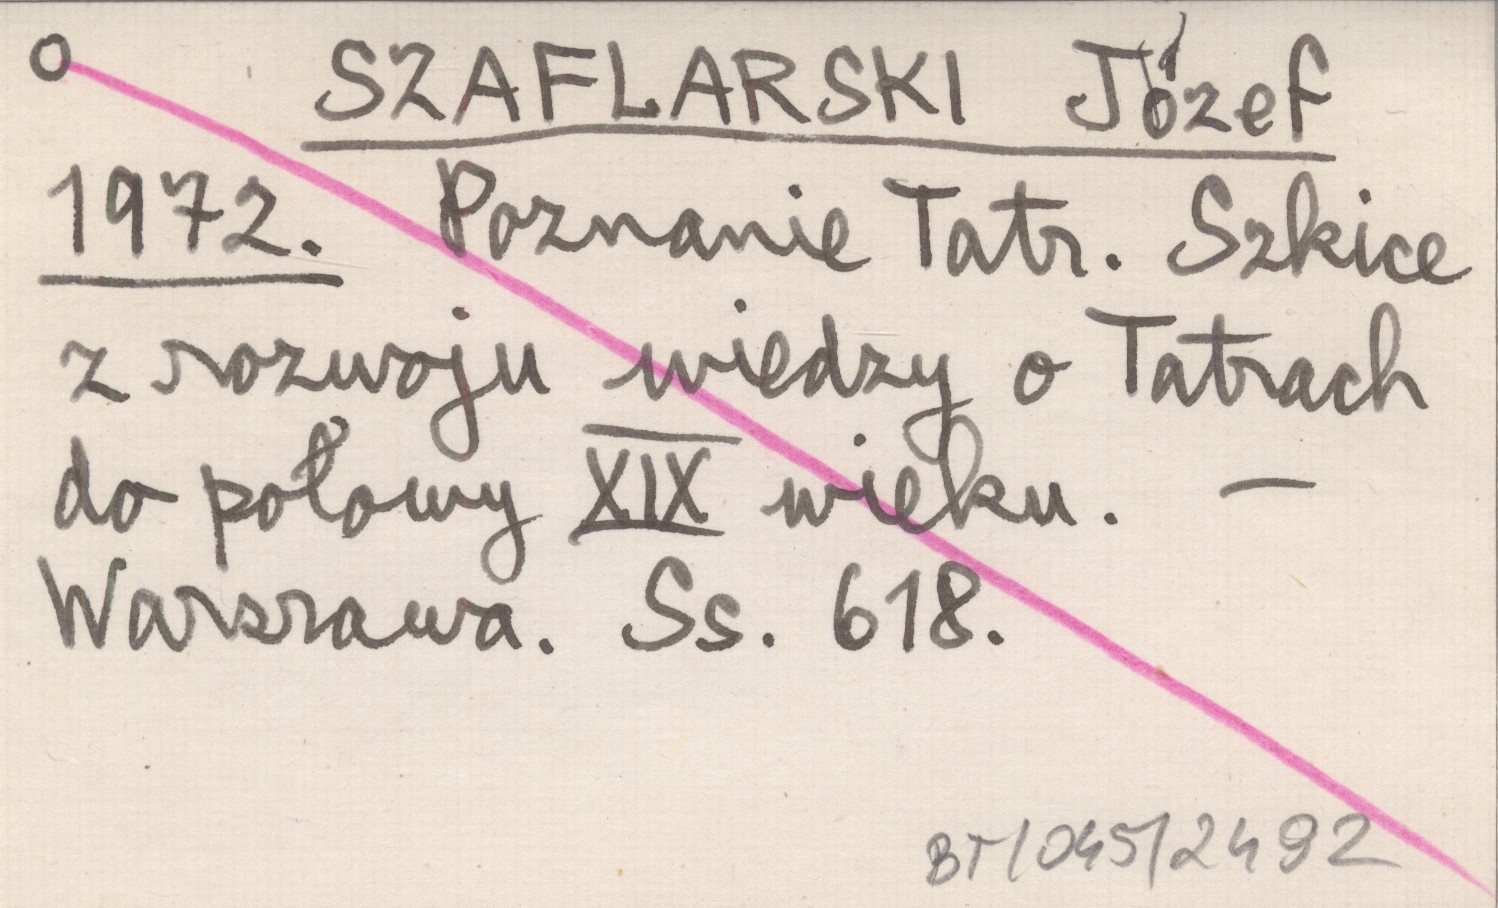 o SZAFLARSKI Józef
1972. Poznanie Tatr. Szkice
z rozwoju wiedzy o Tatrach
do połowy XIX wieku. —
Warszawa. Ss. 618.
BT/045/2492